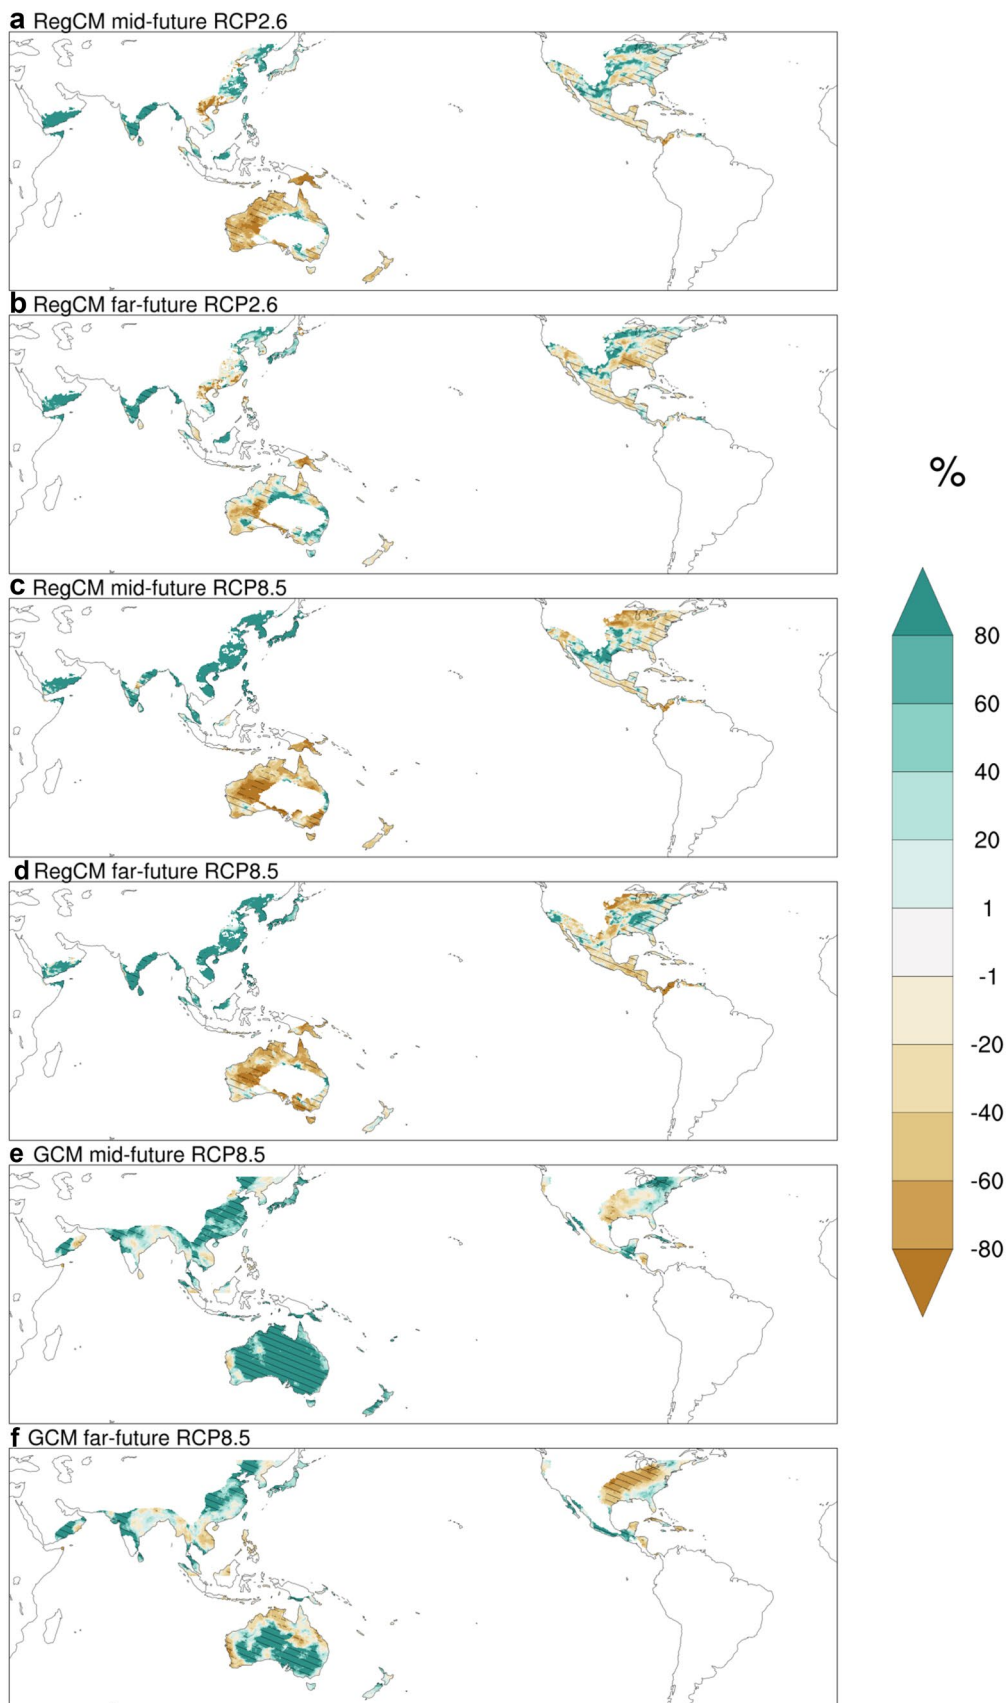 a RegCM mid-future RCP2.6
b RegCM far-future RCP2.6
c RegCM mid-future RCP8.5
d RegCM far-future RCP8.5
e GCM mid-future RCP8.5
f GCM far-future RCP8.5
%
80
60
40
20
1
-1
-20
-40
-60
-80